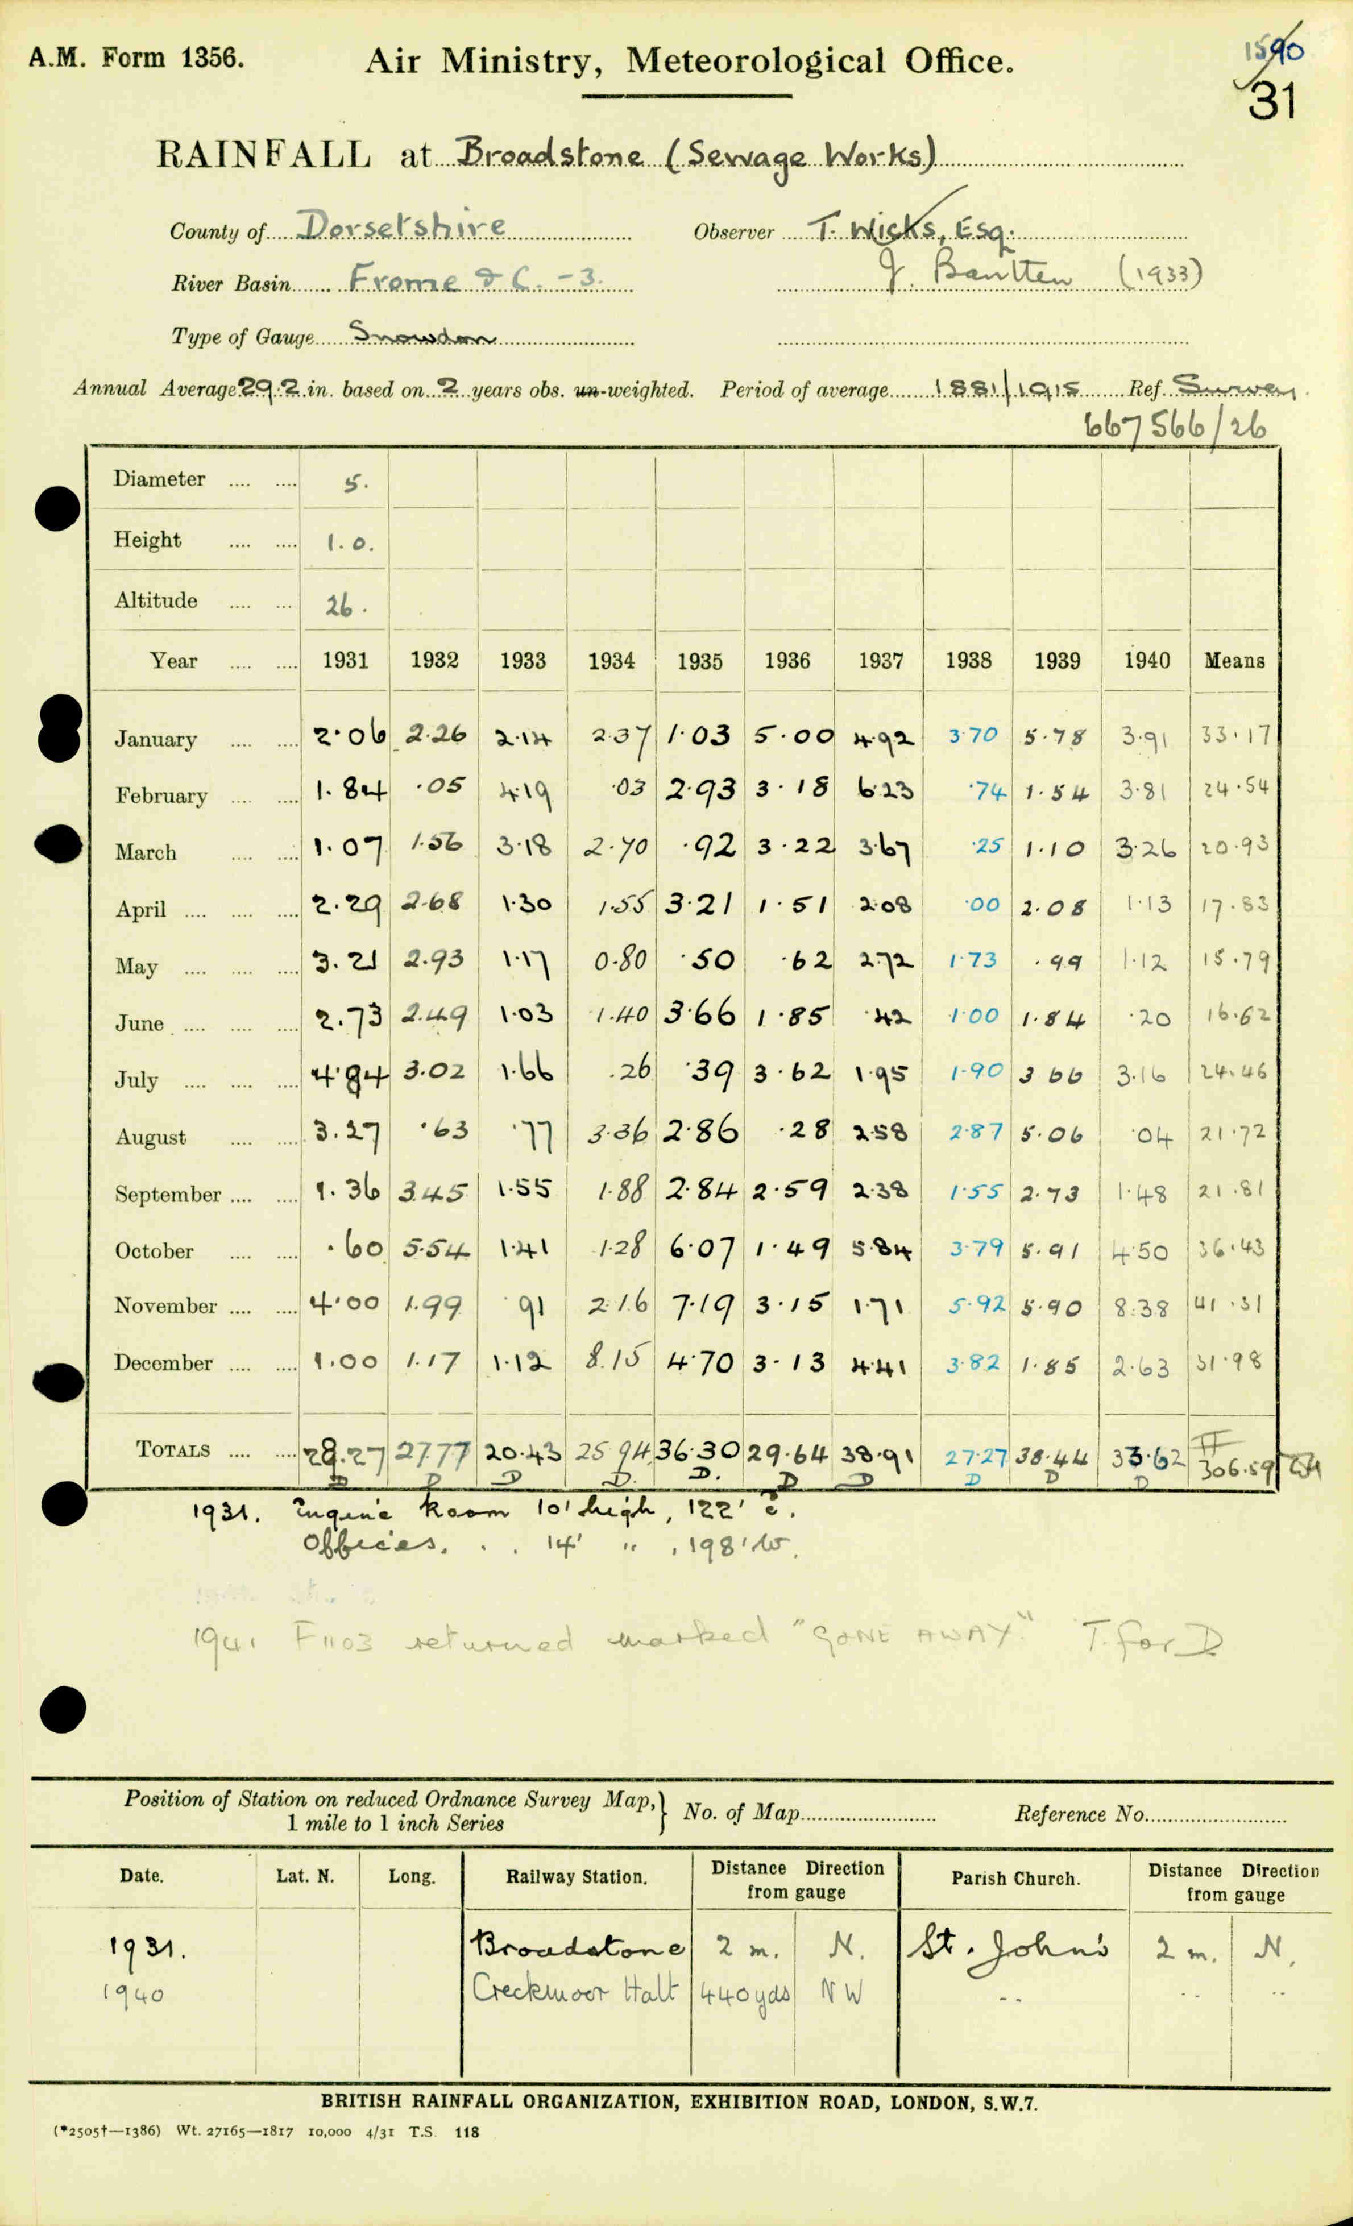 A.M. Form 1356. Air Ministry, Meteorological Office. 1590
31
RAINFALL at Broadstone (Sewage Works)
County of Dorsetshire Observer T. Wicks, Esq.
River Basin Frome & C. - 3. J. (1933)
Type of Gauge Snowdon
Annual Average 29.2 in. based on 2 years obs. un-weighted. Period of average 1881/1915 Ref. Survey
667566/26
Diameter .... .... 5.
Height .... .... 1.0.
Altitude .... .... 26.
Year .... .... 1931 1932 1933 1934 1935 1936 1937 1938 1939 1940 Means
January .... .... 2.06 2.26 2.14 2.37 1.03 5.00 4.92 3.70 5.78 3.91 33.17
February .... .... 1.84 .05 4.19 .03 2.93 3.18 6.23 .74 1.54 3.81 24.54
March .... .... 1.07 1.56 3.18 2.70 .92 3.22 3.67 .25 1.10 3.26 20.93
April .... .... .... 2.29 2.68 1.30 1.55 3.21 1.51 2.08 .00 2.08 1.13 17.83
May .... .... .... 3.21 2.93 1.17 0.80 .50 .62 2.72 1.73 .99 1.12 15.79
June .... .... .... 2.73 2.49 1.03 1.40 3.66 1.85 .42 1.00 1.84 .20 16.62
July .... .... .... 4.84 3.02 1.66 .26 .39 3.62 1.95 1.90 3.66 3.16 24.46
August .... .... 3.27 .63 .77 3.36 2.86 .28 2.58 2.87 5.06 .04 21.72
September .... .... 1.36 3.45 1.55 1.88 2.84 2.59 2.38 1.55 2.73 1.48 21.81
October .... .... .60 5.54 1.41 1.28 6.07 1.49 5.84 3.79 5.91 4.50 36.43
November .... .... 4.00 1.99 .91 2.16 7.19 3.15 1.71 5.92 5.90 8.38 41.31
December .... .... 1.00 1.17 1.12 8.15 4.70 3.13 4.41 3.82 1.85 2.63 31.98
TOTALS .... .... 28.27 27.77 20.43 25.94 36.30 29.64 38.91 27.27 38.44 33.62 306.59
D D D D. D. D D D D D
1931. Engine Room 10' high, 122' E.
Offices. . . 14' " , 198' W.
1941 F1103 returned marked "GONE AWAY." T. for D
Position of Station on reduced Ordnance Survey Map, } No. of Map Reference No.
1 mile to 1 inch Series
Date. Lat. N. Long. Railway Station. Distance Direction from gauge Parish Church. Distance Direction from gauge
1931. Broadstone 2 m. N. St. John's 2 m. N.
1940 Creekmoor Halt 440 yds NW " " "
BRITISH RAINFALL ORGANIZATION, EXHIBITION ROAD, LONDON, S.W.7.
(*2505†—1386) Wt. 27165—1817 10,000 4/31 T.S. 118